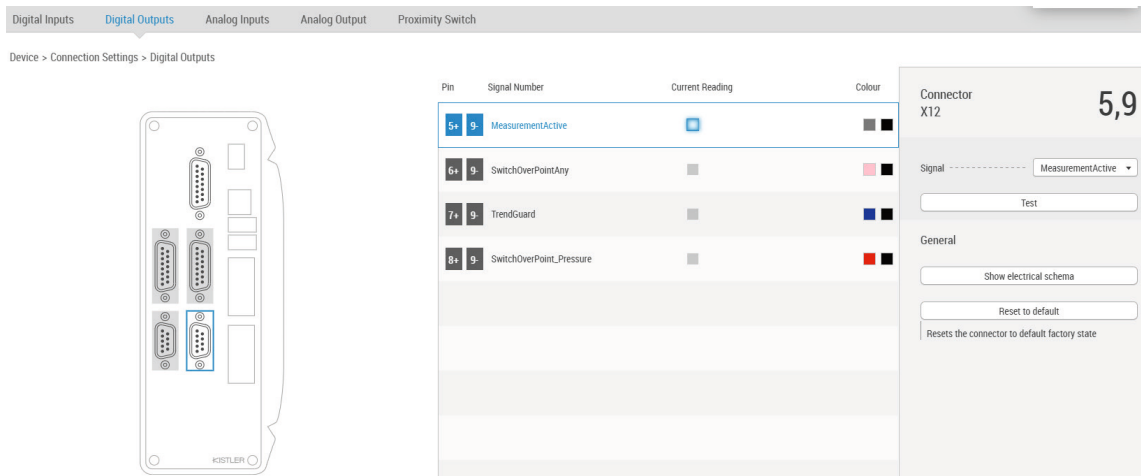 Digital Inputs Digital Outputs Analog Inputs Analog Output Proximity Switch
Device > Connection Settings > Digital Outputs
Pin Signal Number Current Reading Colour
5+ 9- MeasurementActive
6+ 9- SwitchOverPointAny
7+ 9- TrendGuard
8+ 9- SwitchOverPoint_Pressure
KISTLER
Connector
X12
5,9
Signal MeasurementActive
Test
General
Show electrical schema
Reset to default
Resets the connector to default factory state